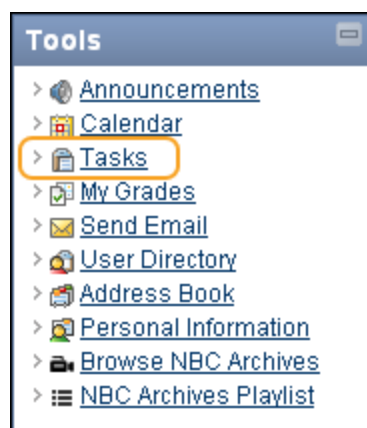 Tools
Announcements
Calendar
Tasks
My Grades
Send Email
User Directory
Address Book
Personal Information
Browse NBC Archives
NBC Archives Playlist